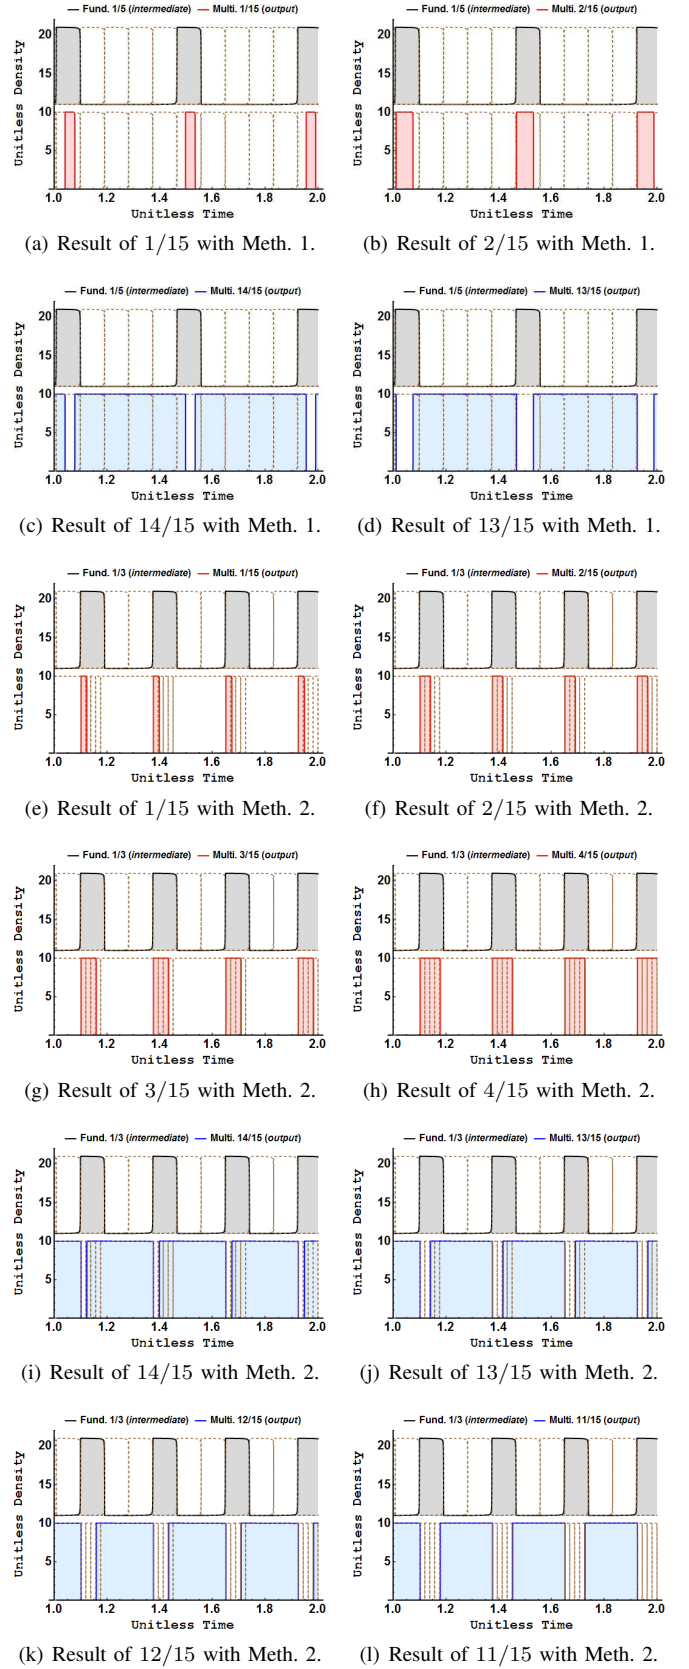 Fund. 1/5 (intermediate) Multi. 1/15 (output)
Unitless Density
20
15
10
5
1.0 1.2 1.4 1.6 1.8 2.0
Unitless Time
(a) Result of 1/15 with Meth. 1.
Fund. 1/5 (intermediate) Multi. 2/15 (output)
Unitless Density
20
15
10
5
1.0 1.2 1.4 1.6 1.8 2.0
Unitless Time
(b) Result of 2/15 with Meth. 1.
Fund. 1/5 (intermediate) Multi. 14/15 (output)
Unitless Density
20
15
10
5
1.0 1.2 1.4 1.6 1.8 2.0
Unitless Time
(c) Result of 14/15 with Meth. 1.
Fund. 1/5 (intermediate) Multi. 13/15 (output)
Unitless Density
20
15
10
5
1.0 1.2 1.4 1.6 1.8 2.0
Unitless Time
(d) Result of 13/15 with Meth. 1.
Fund. 1/3 (intermediate) Multi. 1/15 (output)
Unitless Density
20
15
10
5
1.0 1.2 1.4 1.6 1.8 2.0
Unitless Time
(e) Result of 1/15 with Meth. 2.
Fund. 1/3 (intermediate) Multi. 2/15 (output)
Unitless Density
20
15
10
5
1.0 1.2 1.4 1.6 1.8 2.0
Unitless Time
(f) Result of 2/15 with Meth. 2.
Fund. 1/3 (intermediate) Multi. 3/15 (output)
Unitless Density
20
15
10
5
1.0 1.2 1.4 1.6 1.8 2.0
Unitless Time
(g) Result of 3/15 with Meth. 2.
Fund. 1/3 (intermediate) Multi. 4/15 (output)
Unitless Density
20
15
10
5
1.0 1.2 1.4 1.6 1.8 2.0
Unitless Time
(h) Result of 4/15 with Meth. 2.
Fund. 1/3 (intermediate) Multi. 14/15 (output)
Unitless Density
20
15
10
5
1.0 1.2 1.4 1.6 1.8 2.0
Unitless Time
(i) Result of 14/15 with Meth. 2.
Fund. 1/3 (intermediate) Multi. 13/15 (output)
Unitless Density
20
15
10
5
1.0 1.2 1.4 1.6 1.8 2.0
Unitless Time
(j) Result of 13/15 with Meth. 2.
Fund. 1/3 (intermediate) Multi. 12/15 (output)
Unitless Density
20
15
10
5
1.0 1.2 1.4 1.6 1.8 2.0
Unitless Time
(k) Result of 12/15 with Meth. 2.
Fund. 1/3 (intermediate) Multi. 11/15 (output)
Unitless Density
20
15
10
5
1.0 1.2 1.4 1.6 1.8 2.0
Unitless Time
(l) Result of 11/15 with Meth. 2.